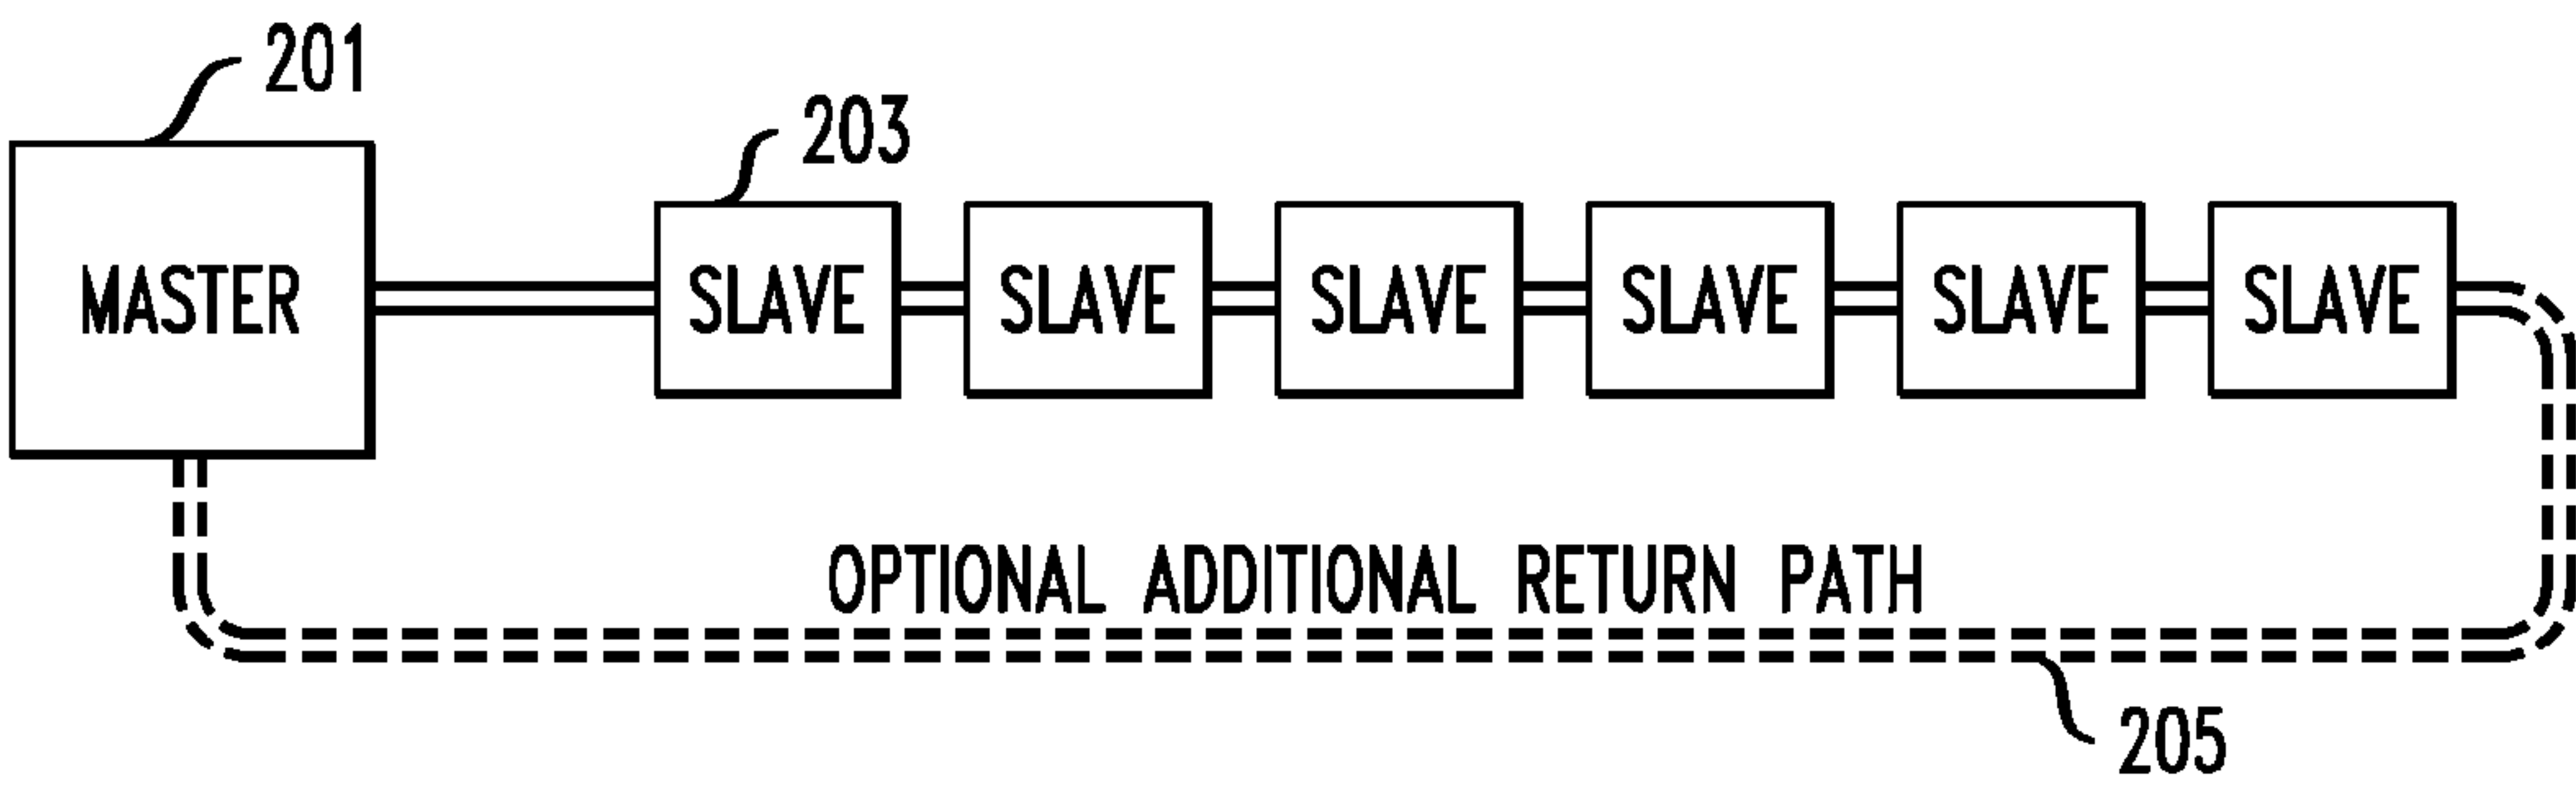 201
203
MASTER
SLAVE SLAVE SLAVE SLAVE SLAVE SLAVE
OPTIONAL ADDITIONAL RETURN PATH
205